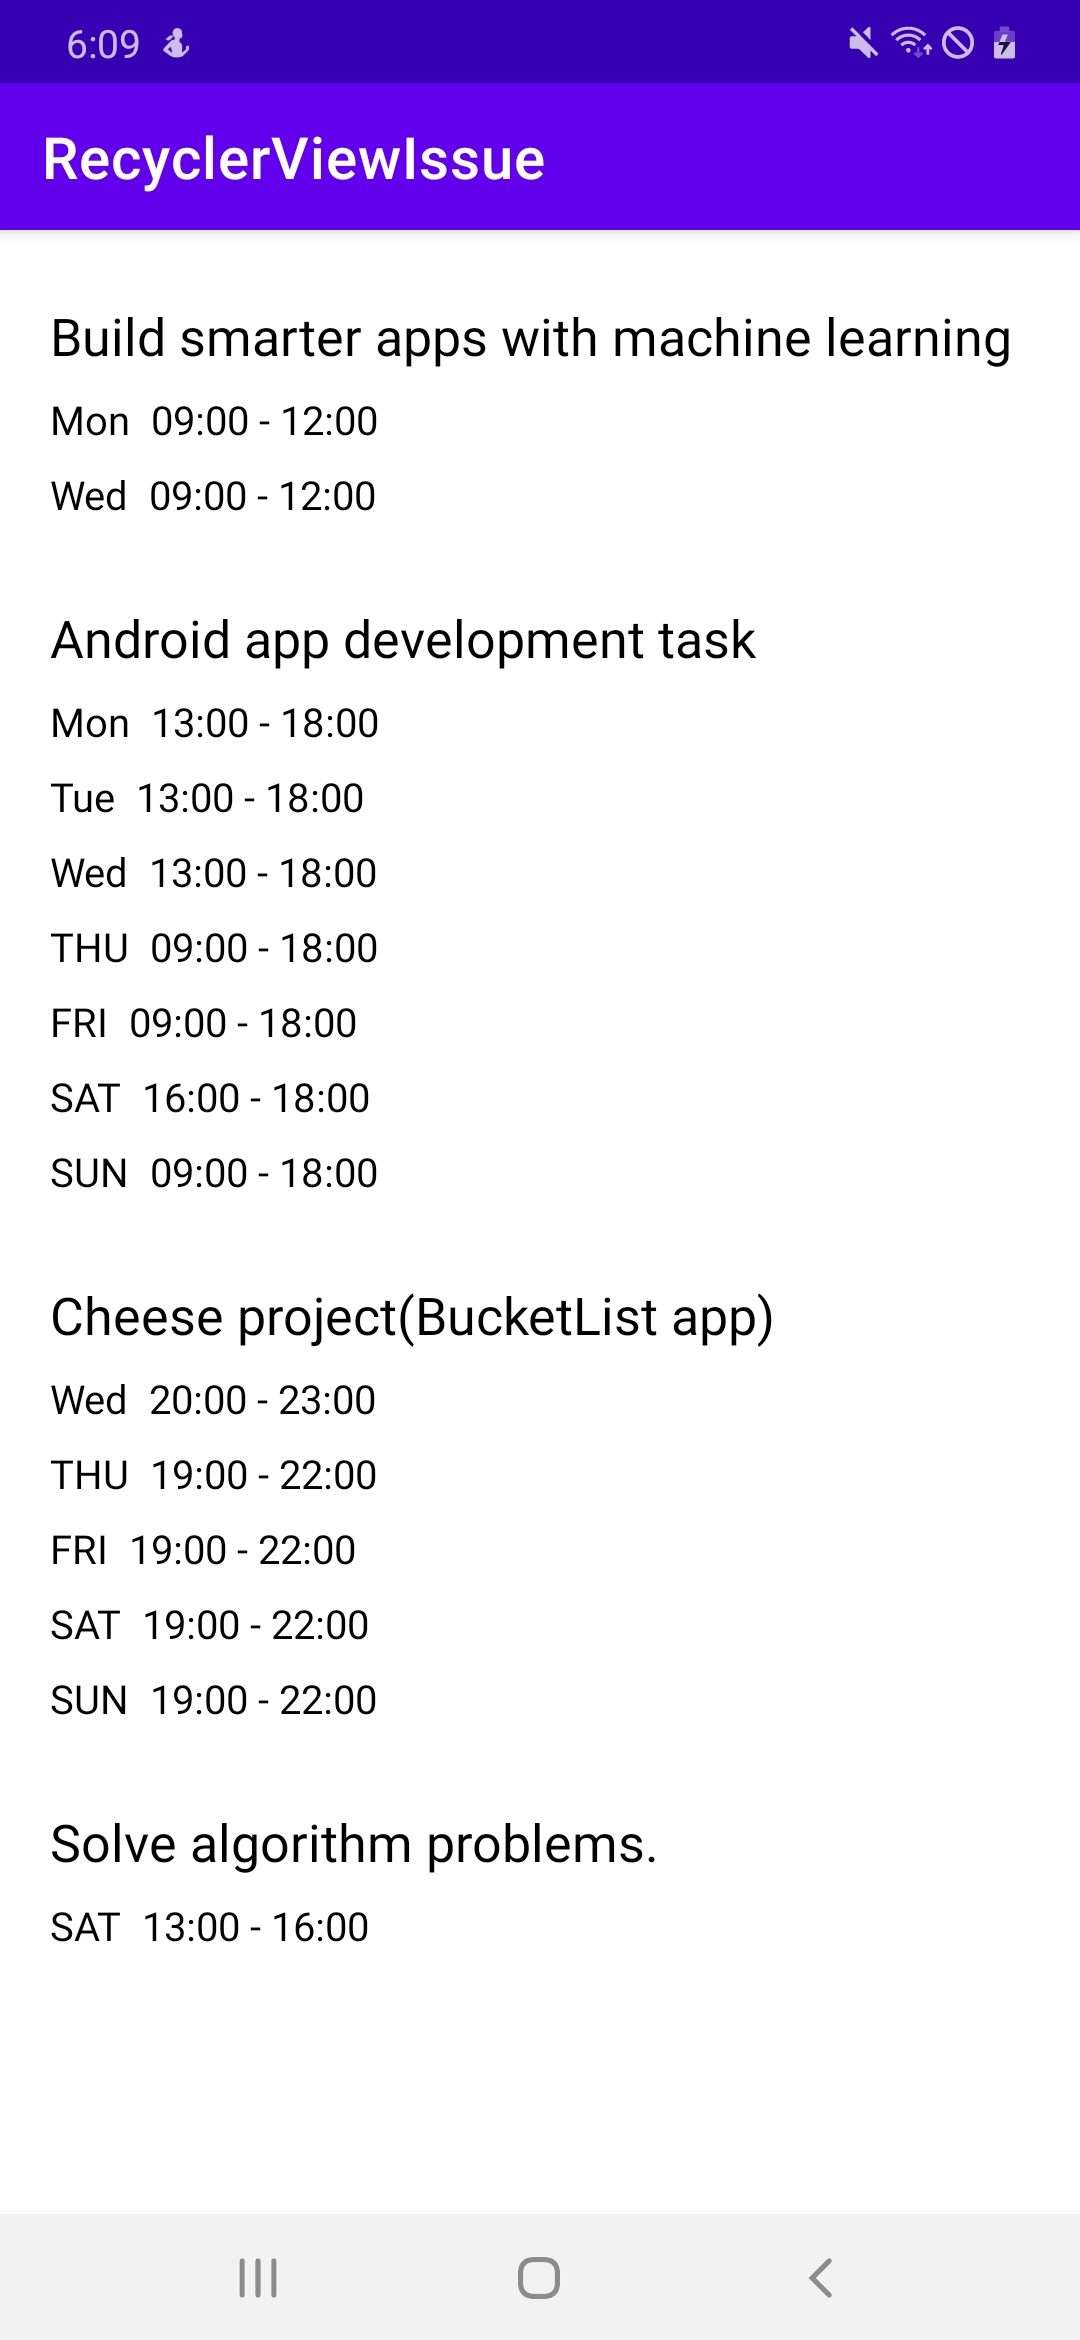 6:09
RecyclerViewIssue
Build smarter apps with machine learning
Mon 09:00 - 12:00
Wed 09:00 - 12:00
Android app development task
Mon 13:00 - 18:00
Tue 13:00 - 18:00
Wed 13:00 - 18:00
THU 09:00 - 18:00
FRI 09:00 - 18:00
SAT 16:00 - 18:00
SUN 09:00 - 18:00
Cheese project(BucketList app)
Wed 20:00 - 23:00
THU 19:00 - 22:00
FRI 19:00 - 22:00
SAT 19:00 - 22:00
SUN 19:00 - 22:00
Solve algorithm problems.
SAT 13:00 - 16:00